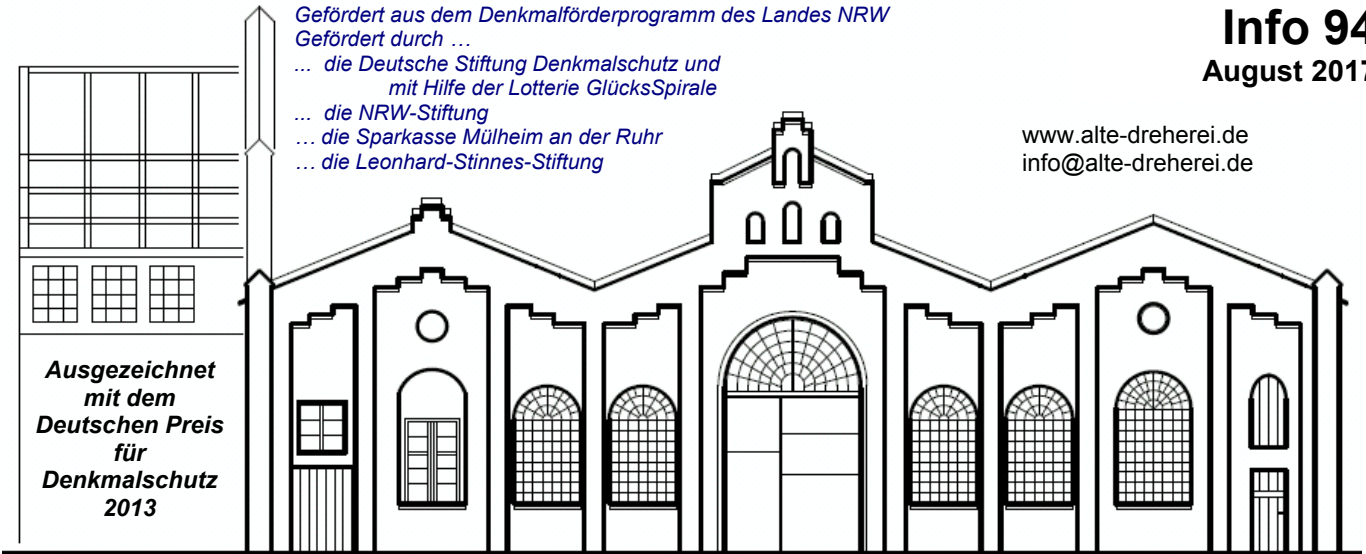 Gefördert aus dem Denkmalförderprogramm des Landes NRW
Gefördert durch …
... die Deutsche Stiftung Denkmalschutz und
mit Hilfe der Lotterie GlücksSpirale
... die NRW-Stiftung
… die Sparkasse Mülheim an der Ruhr
… die Leonhard-Stinnes-Stiftung
Info 94
August 2017
www.alte-dreherei.de
info@alte-dreherei.de
Ausgezeichnet
mit dem
Deutschen Preis
für
Denkmalschutz
2013